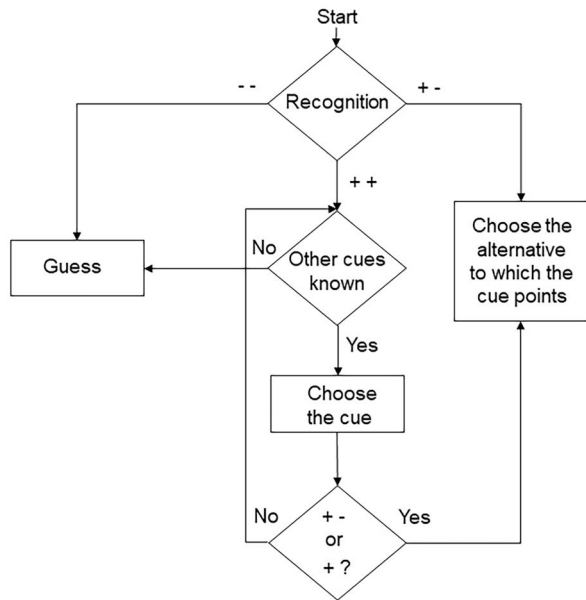 Start
- -
Recognition
+ -
+ +
Choose the
alternative
to which the
cue points
No
Other cues
known
Guess
Yes
Choose
the cue
No
+ -
or
+ ?
Yes